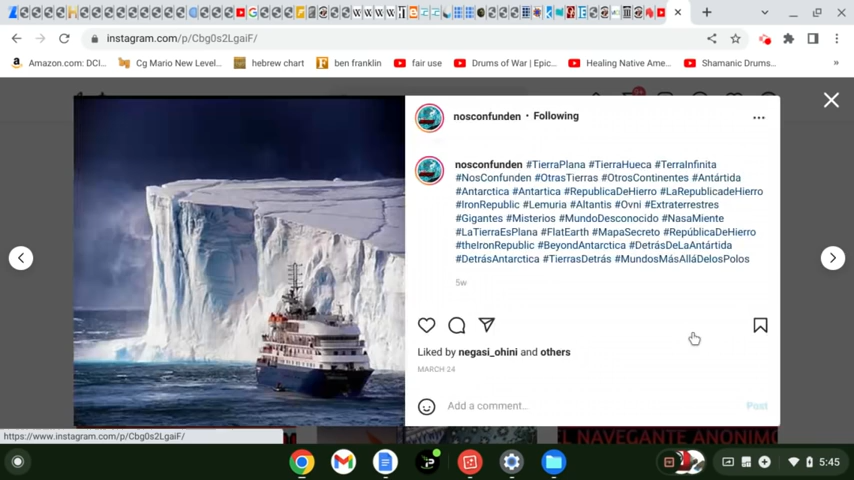 instagram.com/p/Cbg0s2LgaiF/
Amazon.com: DCI...
Cg Mario New Level...
hebrew chart
ben franklin
fair use
Drums of War | Epic...
Healing Native Ame...
Shamanic Drums...
»
nosconfunden • Following
nosconfunden #TierraPlana #TierraHueca #TerraInfinita
#NosConfunden #OtrasTierras #OtrosContinentes #Antártida
#Antarctica #Antartica #RepublicaDeHierro #LaRepublicadeHierro
#IronRepublic #Lemuria #Altantis #Ovni #Extraterrestres
#Gigantes #Misterios #MundoDesconocido #NasaMiente
#LaTierraEsPlana #FlatEarth #MapaSecreto #RepúblicaDeHierro
#theIronRepublic #BeyondAntarctica #DetrásDeLaAntártida
#DetrásAntarctica #TierrasDetrás #MundosMásAlláDelosPolos
5w
Liked by negasi_ohini and others
MARCH 24
Add a comment...
Post
https://www.instagram.com/p/Cbg0s2LgaiF/
L NAVEGANTE ANONIMO
5:45